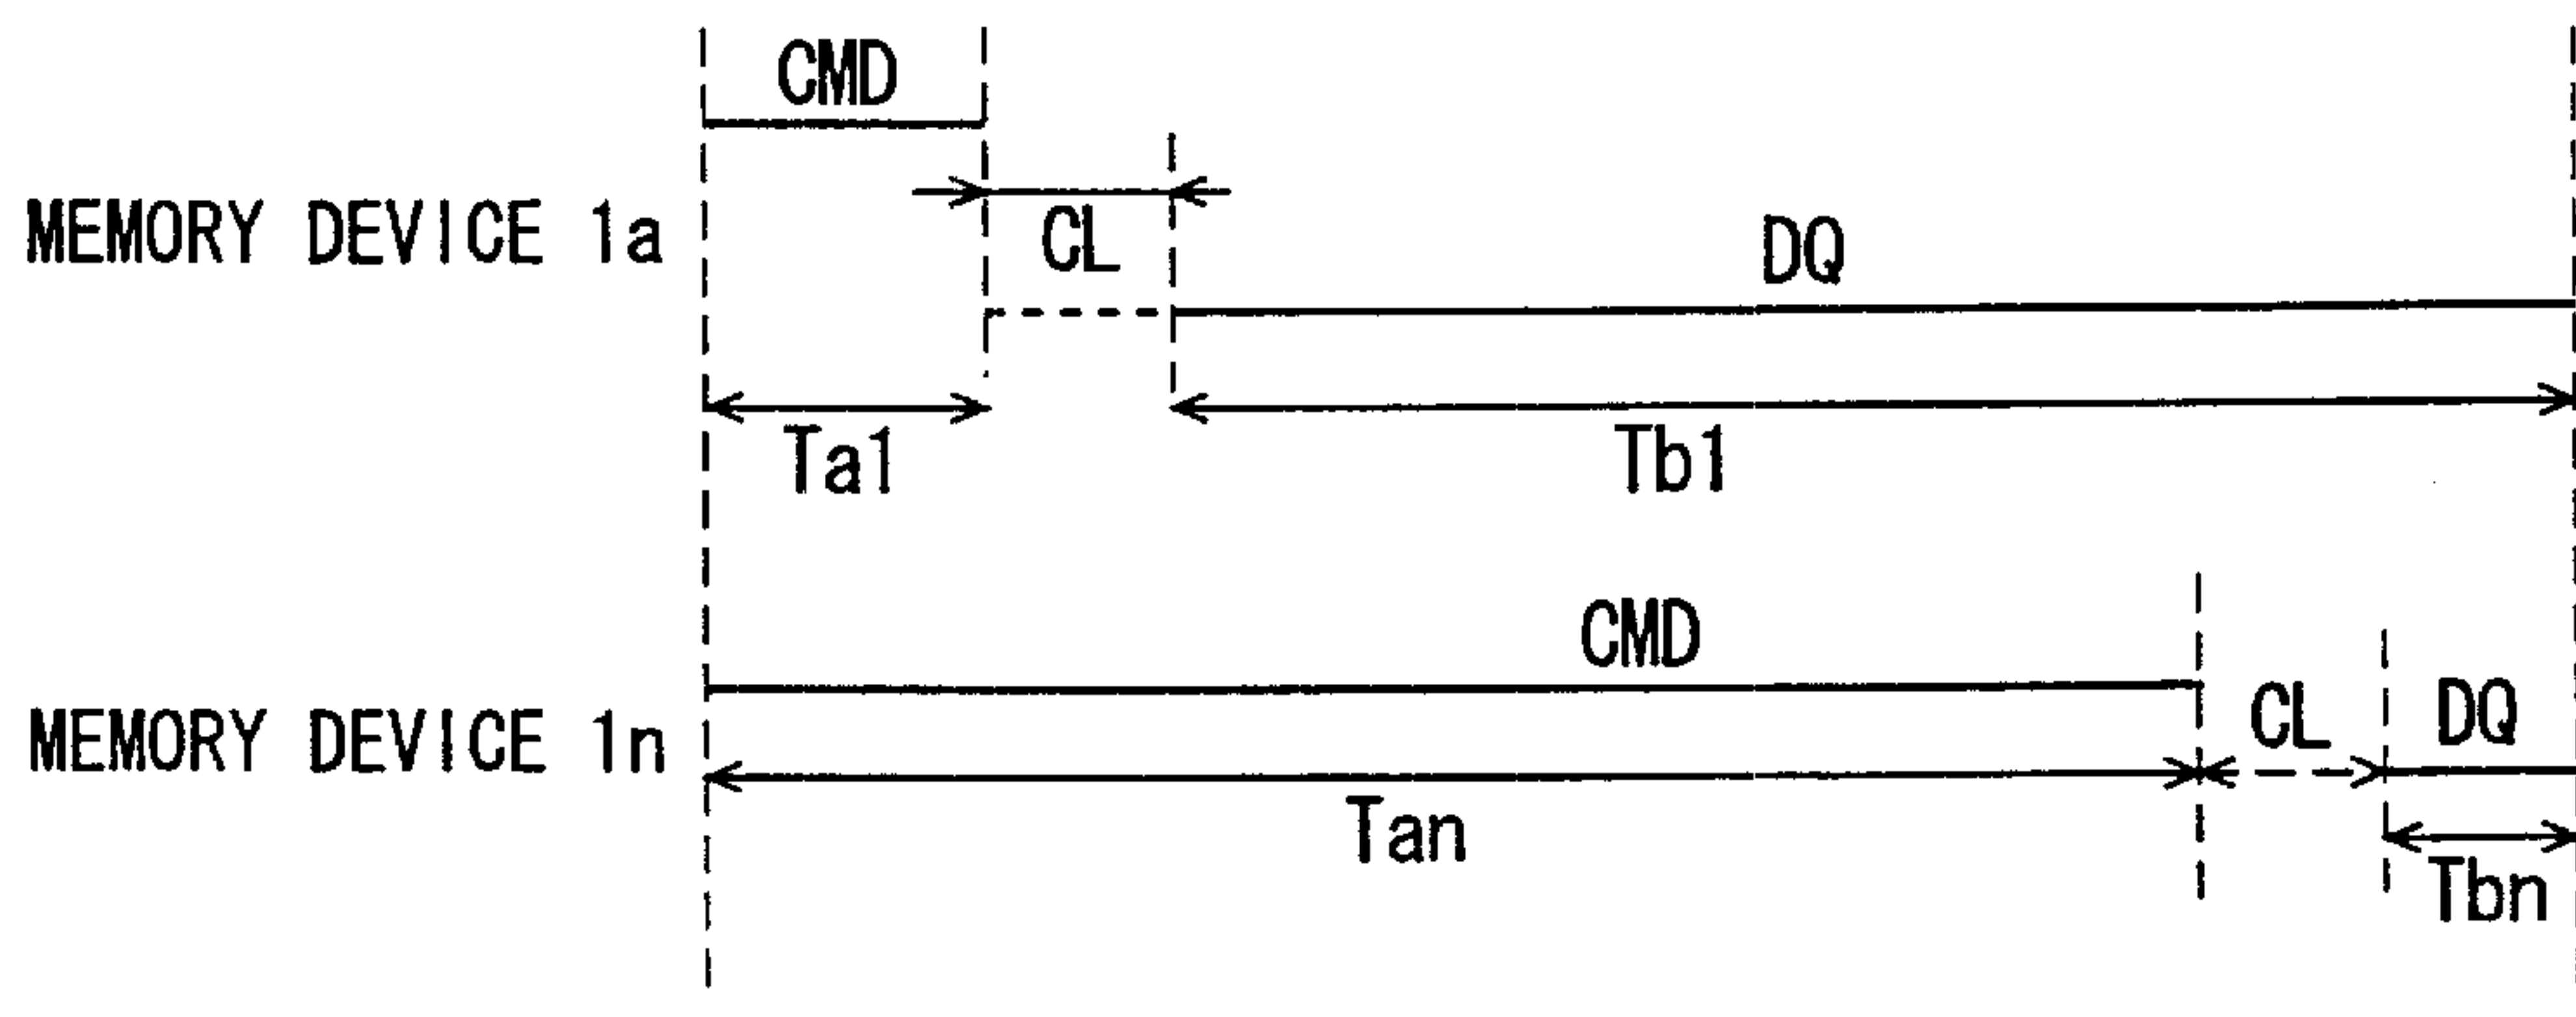 CMD
MEMORY DEVICE 1a
CL
DQ
Ta1
Tb1
CMD
MEMORY DEVICE 1n
CL
DQ
Tan
Tbn